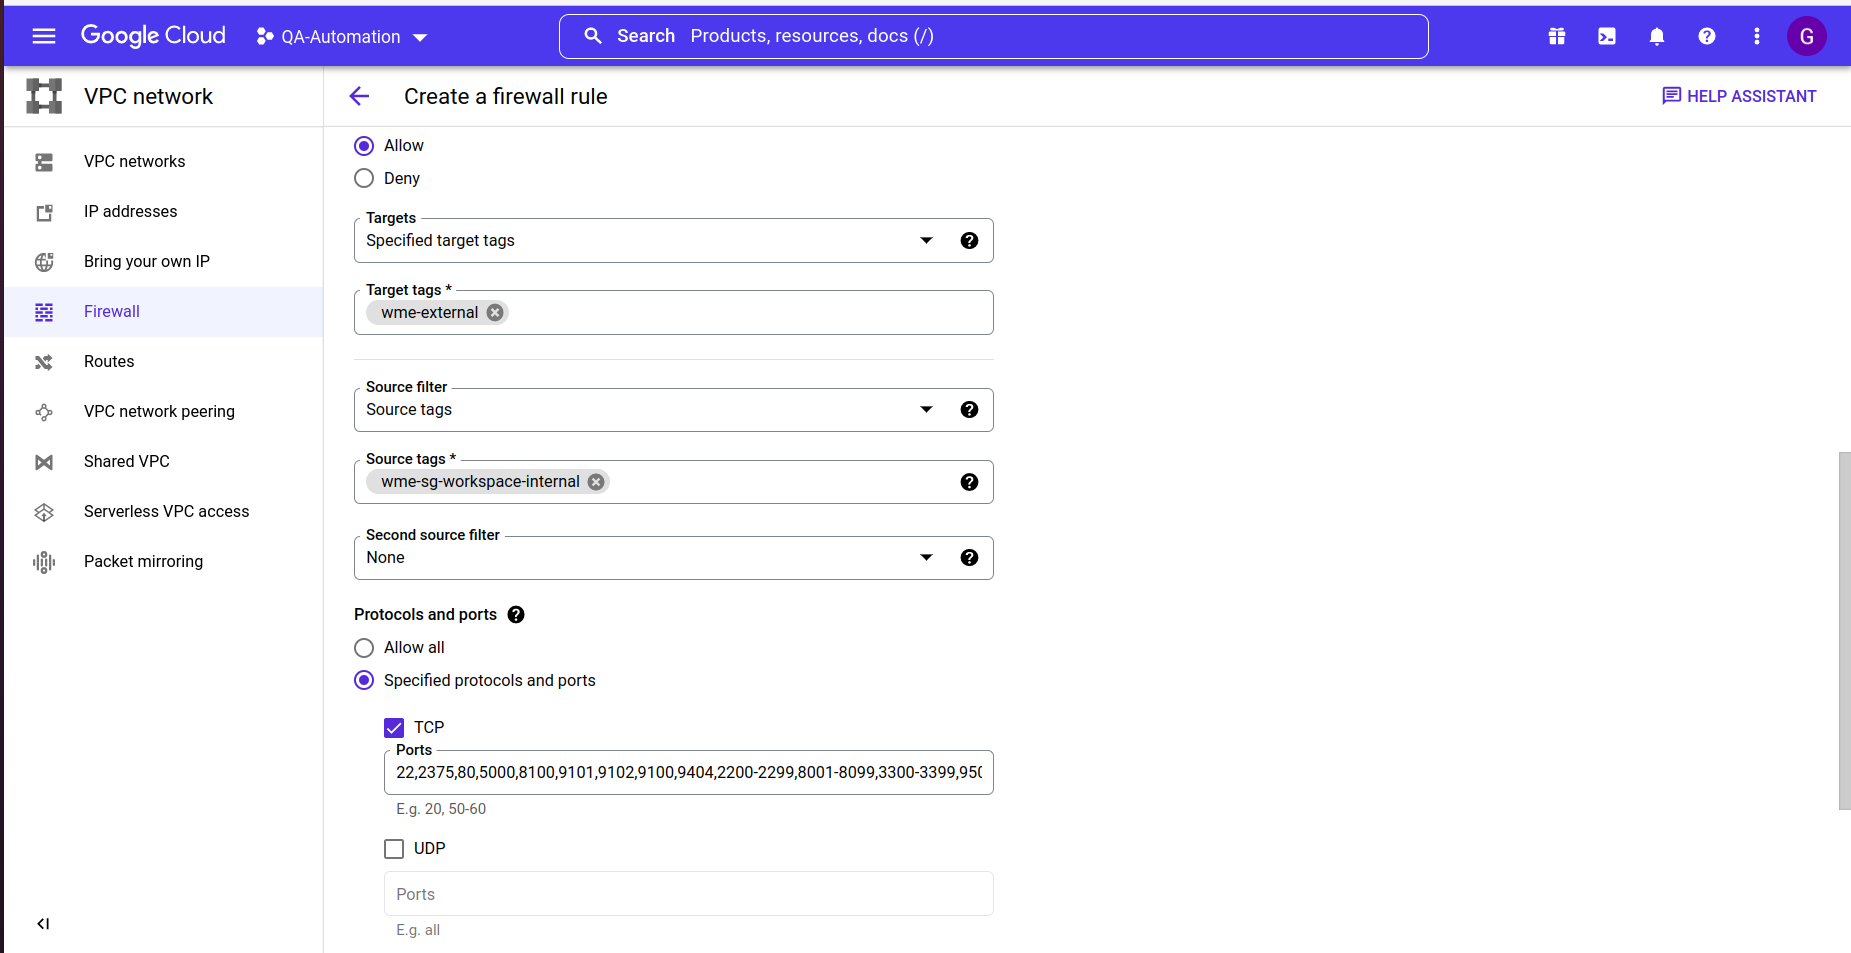 Google Cloud
QA-Automation
Search Products, resources, docs (/)
G
VPC network
Create a firewall rule
HELP ASSISTANT
VPC networks
IP addresses
Bring your own IP
Firewall
Routes
VPC network peering
Shared VPC
Serverless VPC access
Packet mirroring
Allow
Deny
Targets
Specified target tags
Target tags *
wme-external
Source filter
Source tags
Source tags *
wme-sg-workspace-internal
Second source filter
None
Protocols and ports
Allow all
Specified protocols and ports
TCP
Ports
22,2375,80,5000,8100,9101,9102,9100,9404,2200-2299,8001-8099,3300-3399,950
E.g. 20, 50-60
UDP
Ports
E.g. all